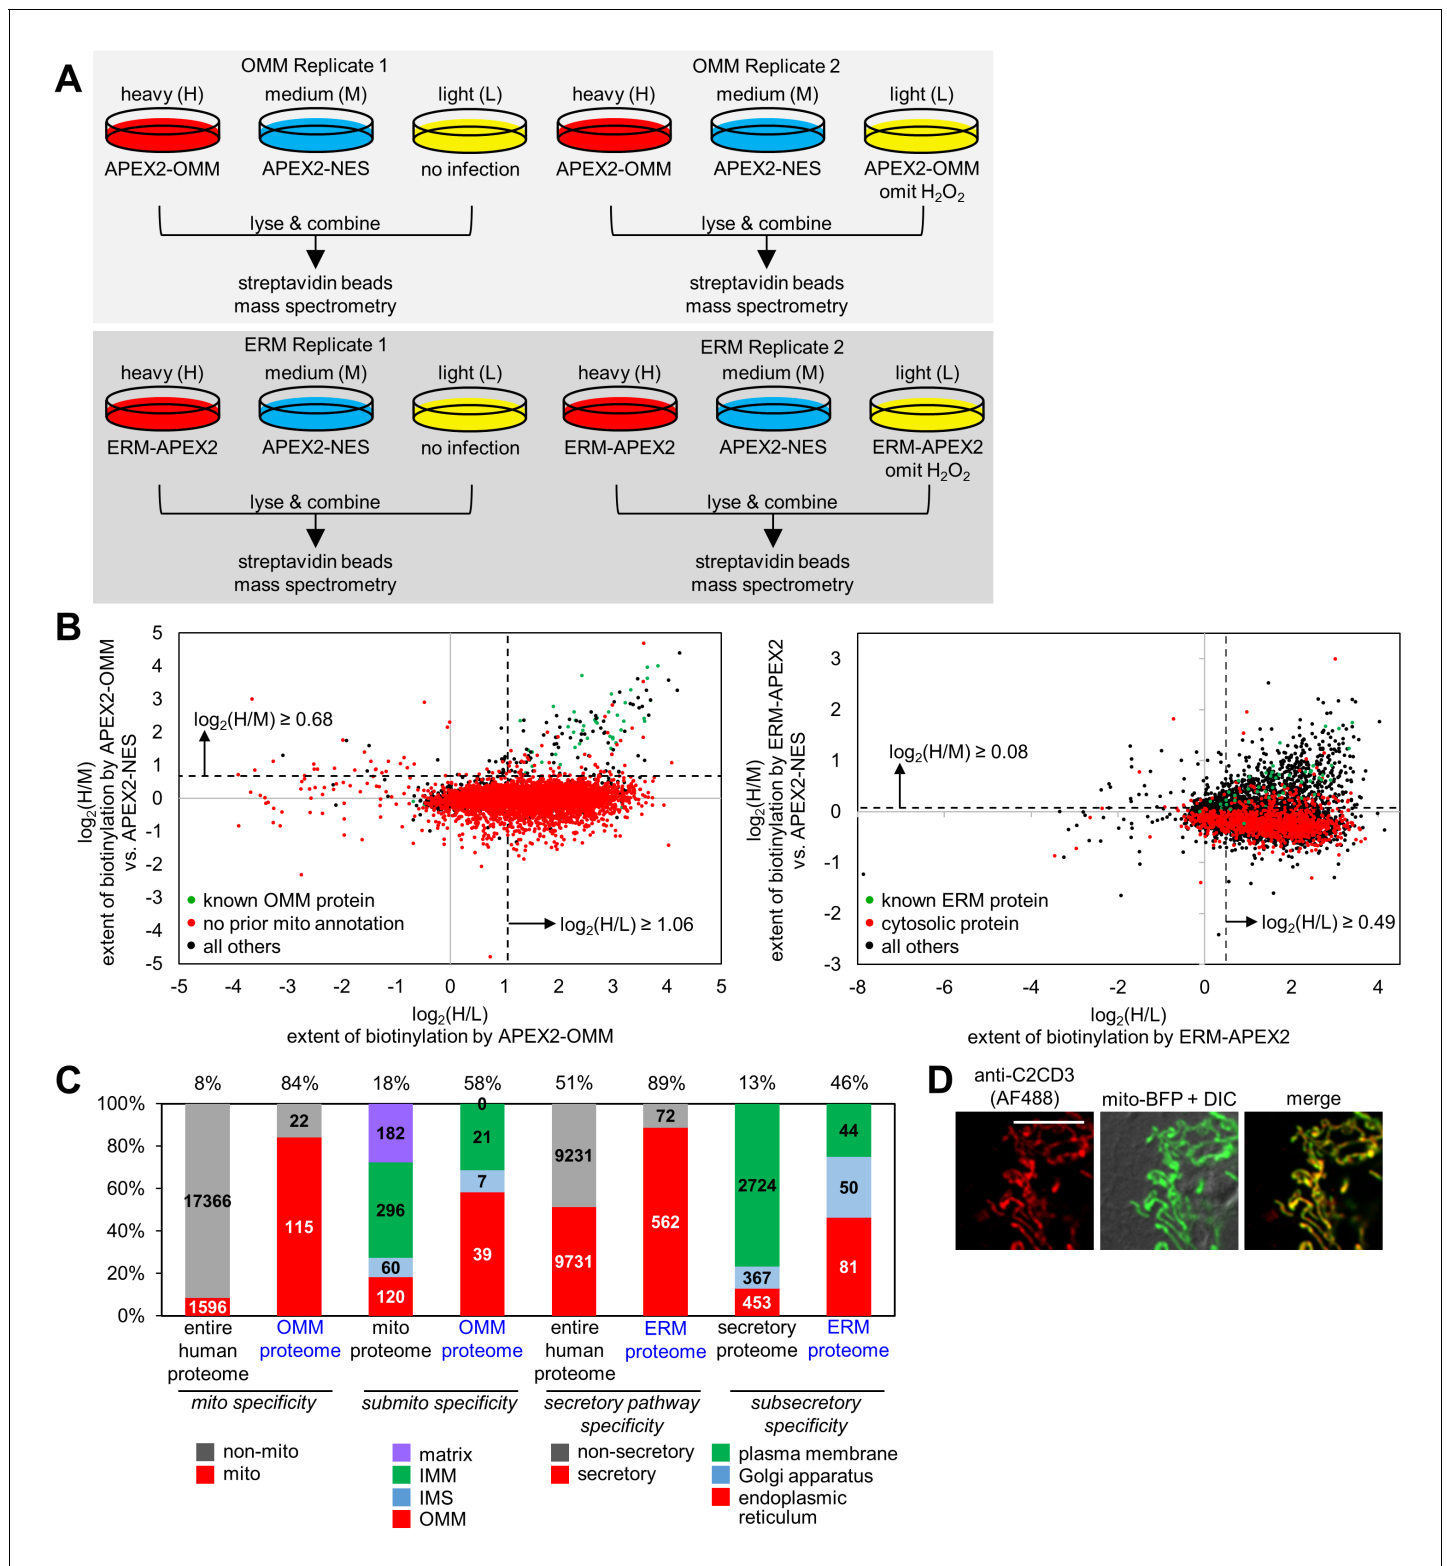 A
OMM Replicate 1
OMM Replicate 2
heavy (H)
medium (M)
light (L)
heavy (H)
medium (M)
light (L)
APEX2-OMM
APEX2-NES
no infection
APEX2-OMM
APEX2-NES
APEX2-OMM
omit H₂O₂
lyse & combine
lyse & combine
streptavidin beads
mass spectrometry
streptavidin beads
mass spectrometry
ERM Replicate 1
ERM Replicate 2
heavy (H)
medium (M)
light (L)
heavy (H)
medium (M)
light (L)
ERM-APEX2
APEX2-NES
no infection
ERM-APEX2
APEX2-NES
ERM-APEX2
omit H₂O₂
lyse & combine
lyse & combine
streptavidin beads
mass spectrometry
streptavidin beads
mass spectrometry
B
log₂(H/M)
extent of biotinylation by APEX2-OMM
vs. APEX2-NES
5
4
3
2
1
0
-1
-2
-3
-4
-5
log₂(H/M) ≥ 0.68
known OMM protein
no prior mito annotation
all others
log₂(H/L) ≥ 1.06
-5 -4 -3 -2 -1 0 1 2 3 4 5
log₂(H/L)
extent of biotinylation by APEX2-OMM
log₂(H/M)
extent of biotinylation by ERM-APEX2
vs. APEX2-NES
3
2
1
0
-1
-2
-3
log₂(H/M) ≥ 0.08
known ERM protein
cytosolic protein
all others
log₂(H/L) ≥ 0.49
-8 -6 -4 -2 0 2 4
log₂(H/L)
extent of biotinylation by ERM-APEX2
C
8% 84% 18% 58% 51% 89% 13% 46%
100%
80%
60%
40%
20%
0%
17366
1596
22
115
182
296
60
120
0
21
7
39
9231
9731
72
562
2724
367
453
44
50
81
entire
human
proteome
OMM
proteome
mito
proteome
OMM
proteome
entire
human
proteome
ERM
proteome
secretory
proteome
ERM
proteome
mito specificity
submito specificity
secretory pathway
specificity
subsecretory
specificity
non-mito
mito
matrix
IMM
IMS
OMM
non-secretory
secretory
plasma membrane
Golgi apparatus
endoplasmic
reticulum
D
anti-C2CD3
(AF488)
mito-BFP + DIC
merge